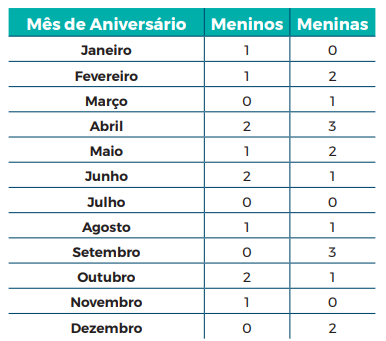 Mês de Aniversário Meninos Meninas
Janeiro 1 0
Fevereiro 1 2
Março 0 1
Abril 2 3
Maio 1 2
Junho 2 1
Julho 0 0
Agosto 1 1
Setembro 0 3
Outubro 2 1
Novembro 1 0
Dezembro 0 2